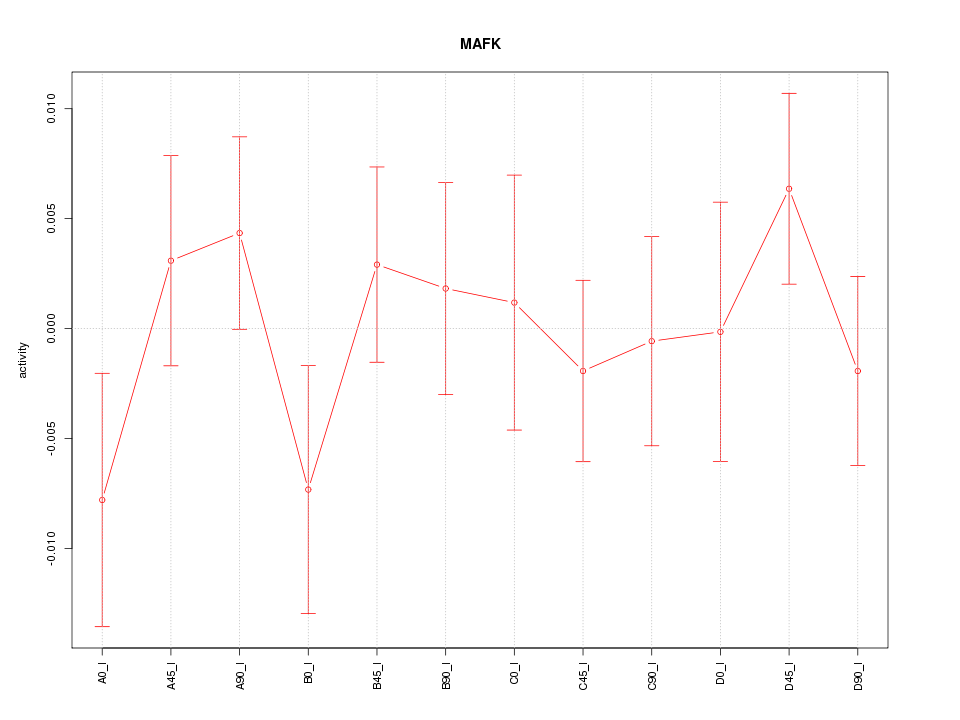 MAFK
activity
0.010
0.005
0.000
-0.005
-0.010
A0_I
A45_I
A90_I
B0_I
B45_I
B90_I
C0_I
C45_I
C90_I
D0_I
D45_I
D90_I